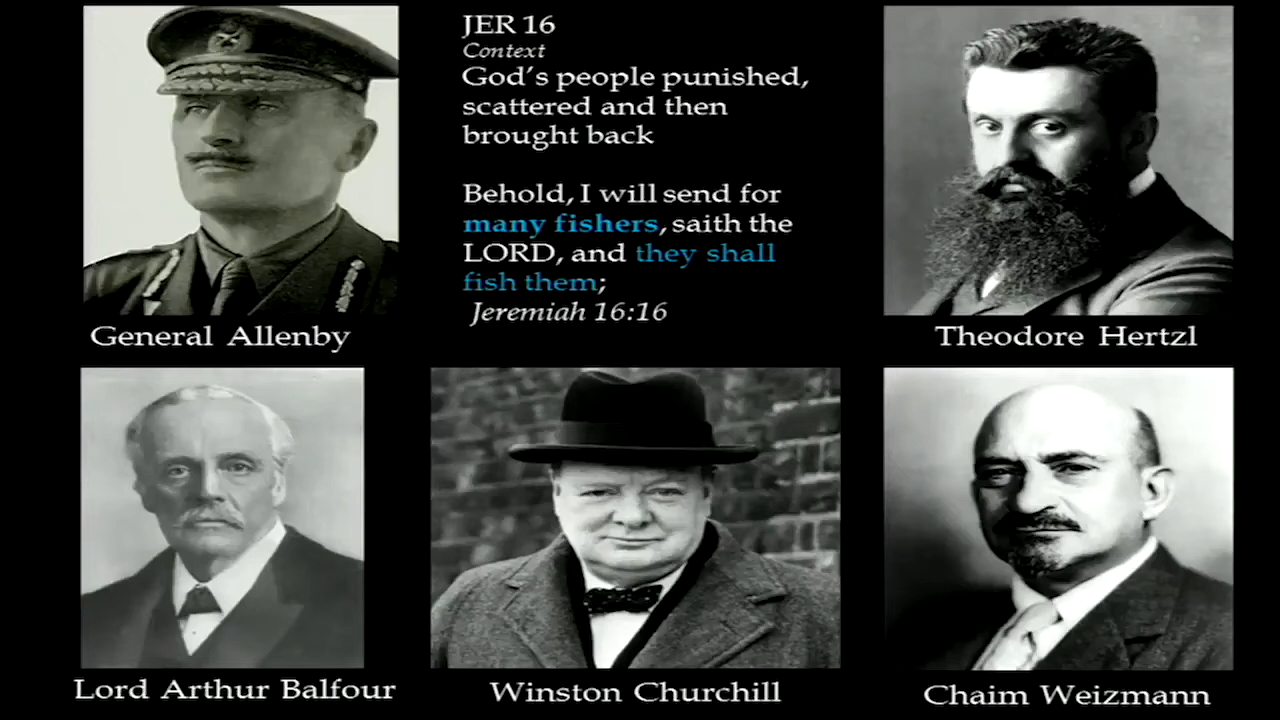 JER 16
Context
God's people punished,
scattered and then
brought back
Behold, I will send for
many fishers, saith the
LORD, and they shall
fish them;
Jeremiah 16:16
General Allenby
Theodore Hertzl
Lord Arthur Balfour
Winston Churchill
Chaim Weizmann